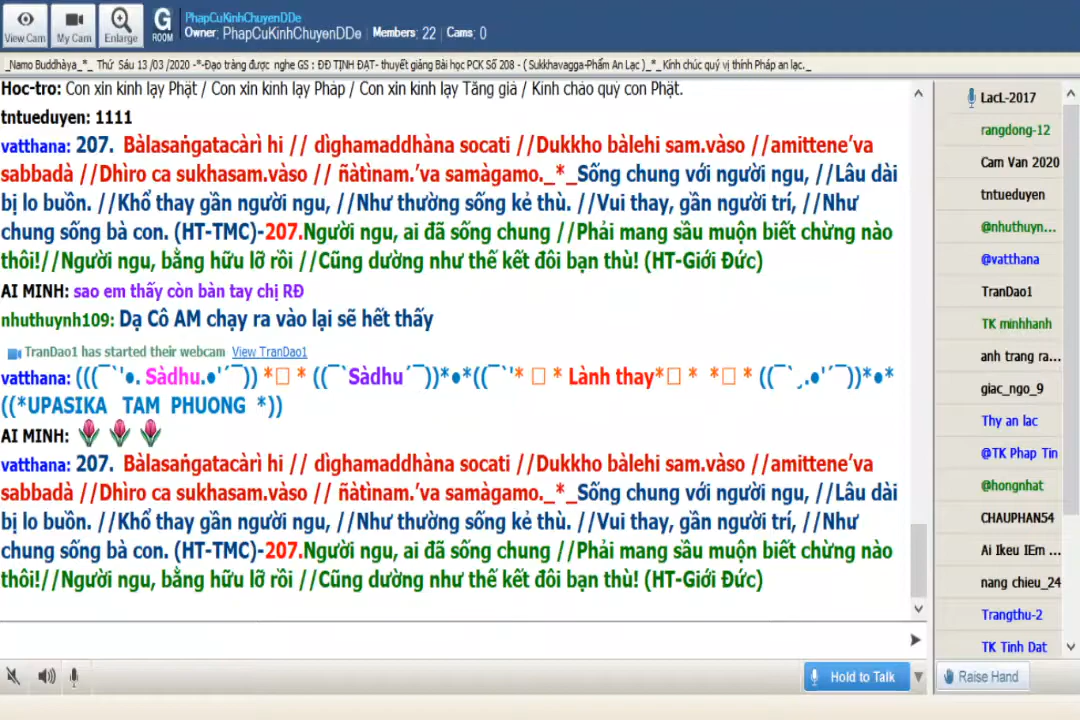 PhapCuKinhChuyenDDe
Owner: PhapCuKinhChuyenDDe Members: 22 Cams: 0
View Cam My Cam Enlarge G ROOM
_Namo Buddhàya_*_ Thứ Sáu 13 /03 /2020 -*-Đạo tràng được nghe GS : ĐĐ TỊNH ĐẠT- thuyết giảng Bài học PCK Số 208 - ( Sukkhavagga-Phẩm An Lạc )_*_Kính chúc quý vị thính Pháp an lạc._
Hoc-tro: Con xin kính lạy Phật / Con xin kính lạy Pháp / Con xin kính lạy Tăng già / Kính chào quý con Phật.
tntueduyen: 1111
vatthana: 207. Bàlasaṅgatacàrì hi // dìghamaddhàna socati //Dukkho bàlehi sam.vàso //amittene'va
sabbadà //Dhìro ca sukhasam.vàso // ñàtìnam.'va samàgamo._*_Sống chung với người ngu, //Lâu dài
bị lo buồn. //Khổ thay gần người ngu, //Như thường sống kẻ thù. //Vui thay, gần người trí, //Như
chung sống bà con. (HT-TMC)-207.Người ngu, ai đã sống chung //Phải mang sầu muộn biết chừng nào
thôi!//Người ngu, bằng hữu lỡ rồi //Cũng dường như thế kết đôi bạn thù! (HT-Giới Đức)
AI MINH: sao em thấy còn bàn tay chị RĐ
nhuthuynh109: Dạ Cô AM chạy ra vào lại sẽ hết thấy
TranDao1 has started their webcam View TranDao1
vatthana: (((¯`'●. Sàdhu.●'´¯)) *□ * ((¯`Sàdhu´¯))*●*((¯`'* □ * Lành thay*□ * *□ * ((¯`¸.●'´¯))*●*
((*UPASIKA TAM PHUONG *))
AI MINH:
vatthana: 207. Bàlasaṅgatacàrì hi // dìghamaddhàna socati //Dukkho bàlehi sam.vàso //amittene'va
sabbadà //Dhìro ca sukhasam.vàso // ñàtìnam.'va samàgamo._*_Sống chung với người ngu, //Lâu dài
bị lo buồn. //Khổ thay gần người ngu, //Như thường sống kẻ thù. //Vui thay, gần người trí, //Như
chung sống bà con. (HT-TMC)-207.Người ngu, ai đã sống chung //Phải mang sầu muộn biết chừng nào
thôi!//Người ngu, bằng hữu lỡ rồi //Cũng dường như thế kết đôi bạn thù! (HT-Giới Đức)
LacL-2017
rangdong-12
Cam Van 2020
tntueduyen
@nhuthuyn...
@vatthana
TranDao1
TK minhhanh
anh trang ra...
giac_ngo_9
Thy an lac
@TK Phap Tin
@hongnhat
CHAUPHAN54
Ai Ikeu IEm ...
nang chieu_24
Trangthu-2
TK Tinh Dat
Hold to Talk
Raise Hand